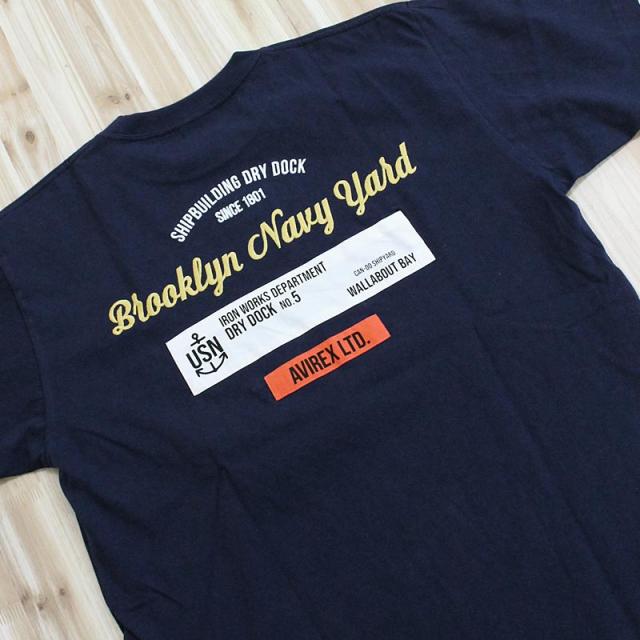 SHIPBUILDING DRY DOCK
SINCE 1801
Brooklyn Navy Yard
USN
IRON WORKS DEPARTMENT
DRY DOCK NO.5
CAN-DO SHIPYARD
WALLABOUT BAY
AVIREX LTD.